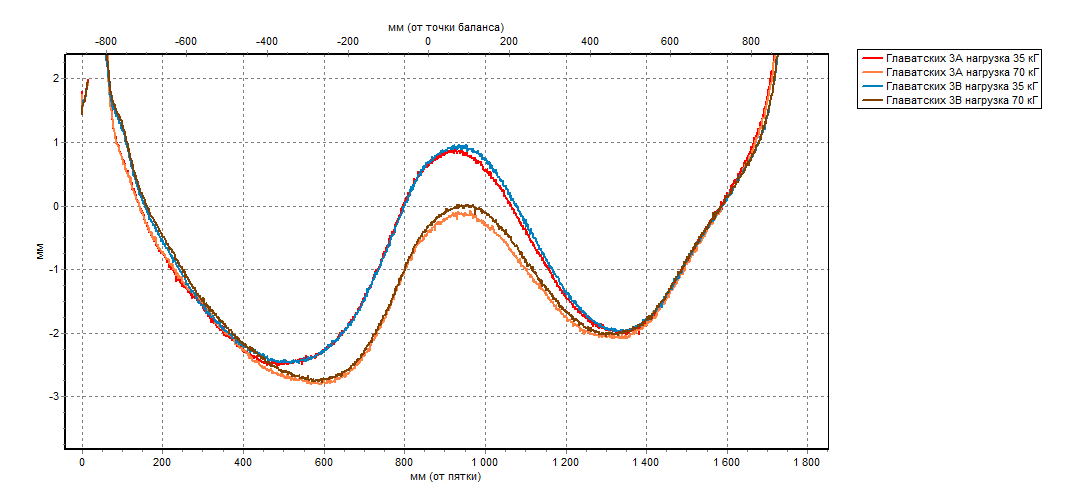 мм (от точки баланса)
-800 -600 -400 -200 0 200 400 600 800
Главатских 3А нагрузка 35 кГ
Главатских 3А нагрузка 70 кГ
Главатских 3В нагрузка 35 кГ
Главатских 3В нагрузка 70 кГ
2
1
0
-1
-2
-3
мм
0 200 400 600 800 1 000 1 200 1 400 1 600 1 800
мм (от пятки)